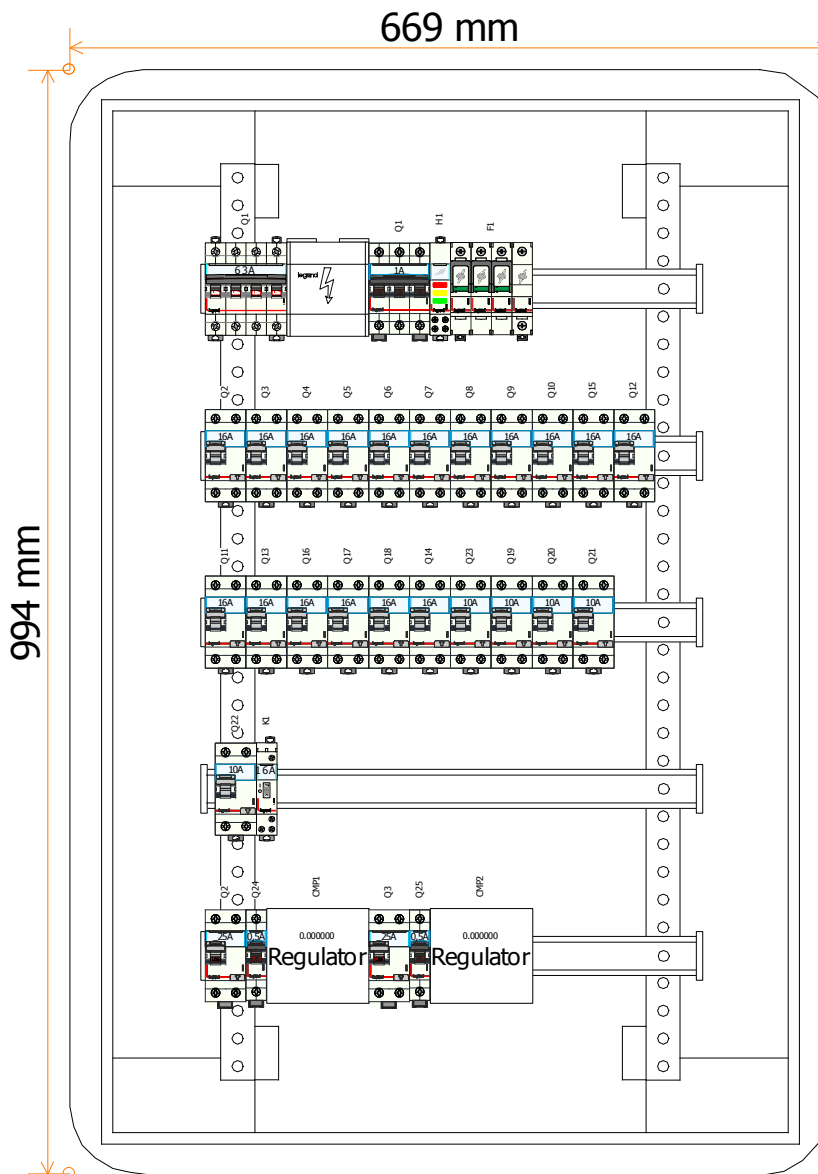 669 mm
994 mm
Q1 Q1 H1 F1
63A legrand 1A
Q2 Q3 Q4 Q5 Q6 Q7 Q8 Q9 Q10 Q15 Q12
16A 16A 16A 16A 16A 16A 16A 16A 16A 16A 16A
Q11 Q13 Q16 Q17 Q18 Q14 Q23 Q19 Q20 Q21
16A 16A 16A 16A 16A 16A 10A 10A 10A 10A
Q22 K1
10A 16A
Q2 Q24 CMP1 Q3 Q25 CMP2
25A 0,5A 0.000000 25A 0,5A 0.000000
Regulator Regulator